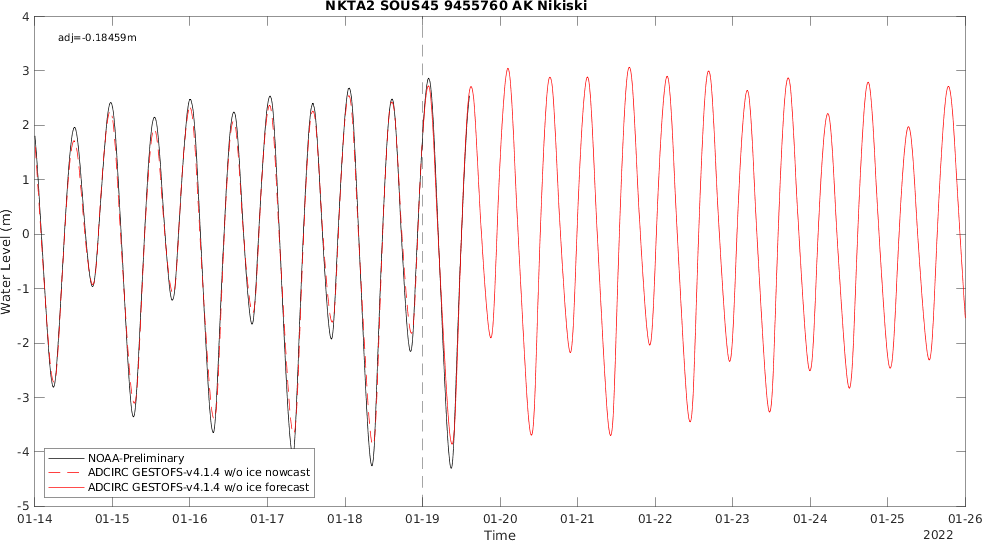 NKTA2 SOUS45 9455760 AK Nikiski
adj=-0.18459m
4
3
2
1
0
-1
-2
-3
-4
-5
Water Level (m)
NOAA-Preliminary
ADCIRC GESTOFS-v4.1.4 w/o ice nowcast
ADCIRC GESTOFS-v4.1.4 w/o ice forecast
01-14 01-15 01-16 01-17 01-18 01-19 01-20 01-21 01-22 01-23 01-24 01-25 01-26
Time
2022